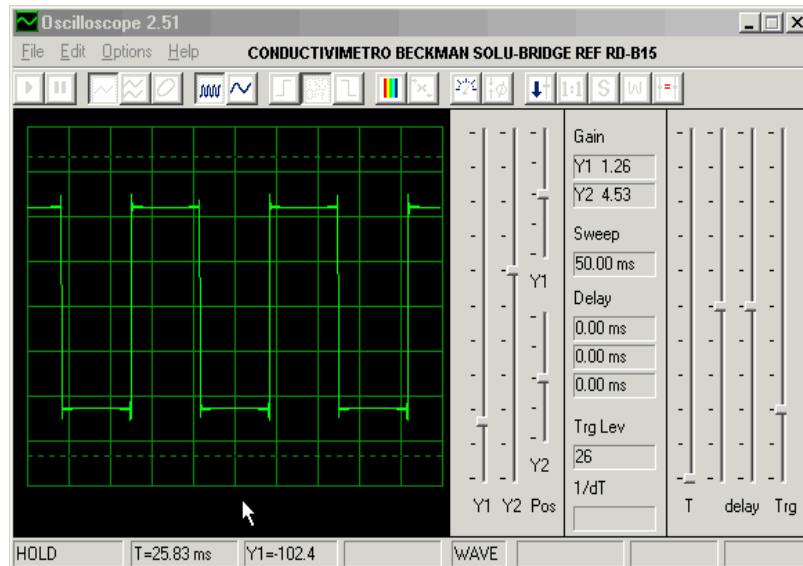 Oscilloscope 2.51
File Edit Options Help CONDUCTIVIMETRO BECKMAN SOLU-BRIDGE REF RD-B15
1:1 S W
Gain
Y1 1.26
Y2 4.53
Sweep
50.00 ms
Y1
Delay
0.00 ms
0.00 ms
0.00 ms
Trg Lev
26
Y2
1/dT
Y1 Y2 Pos
T delay Trg
HOLD T=25.83 ms Y1=-102.4 WAVE